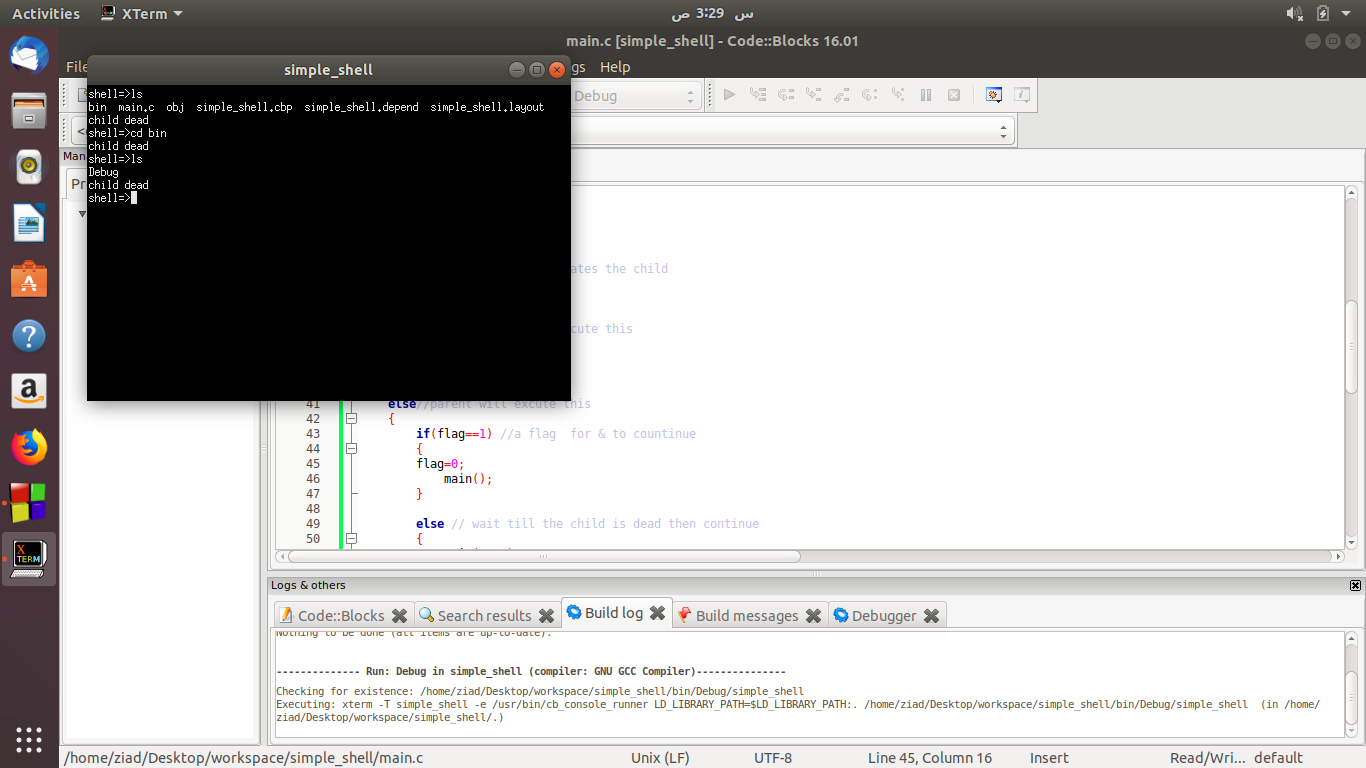 Activities XTerm س 3:29 ص
main.c [simple_shell] - Code::Blocks 16.01
simple_shell
Help
shell=>ls
bin main.c obj simple_shell.cbp simple_shell.depend simple_shell.layout
child dead
shell=>cd bin
child dead
shell=>ls
Debug
child dead
shell=>
Debug
ates the child
cute this
41 else//parent will excute this
42 {
43 if(flag==1) //a flag for & to countinue
44 {
45 flag=0;
46 main();
47 }
48
49 else // wait till the child is dead then continue
50 {
Logs & others
Code::Blocks Search results Build log Build messages Debugger
Nothing to be done (all items are up-to-date).
-------------- Run: Debug in simple_shell (compiler: GNU GCC Compiler)---------------
Checking for existence: /home/ziad/Desktop/workspace/simple_shell/bin/Debug/simple_shell
Executing: xterm -T simple_shell -e /usr/bin/cb_console_runner LD_LIBRARY_PATH=$LD_LIBRARY_PATH:. /home/ziad/Desktop/workspace/simple_shell/bin/Debug/simple_shell (in /home/
ziad/Desktop/workspace/simple_shell/.)
/home/ziad/Desktop/workspace/simple_shell/main.c Unix (LF) UTF-8 Line 45, Column 16 Insert Read/Wri... default